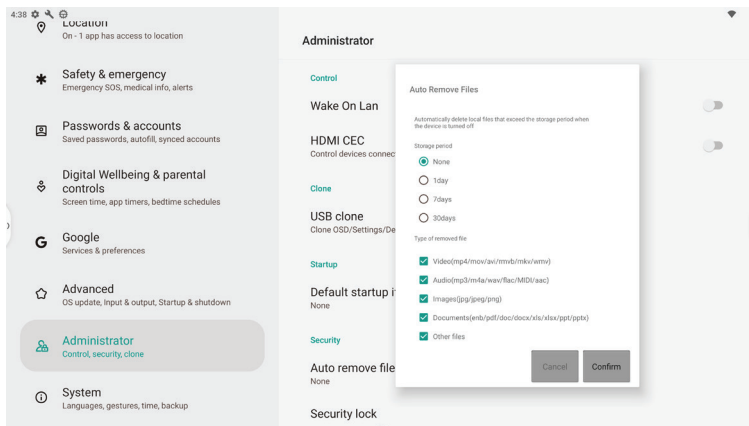 4:38
Location
On - 1 app has access to location
Safety & emergency
Emergency SOS, medical info, alerts
Passwords & accounts
Saved passwords, autofill, synced accounts
Digital Wellbeing & parental
controls
Screen time, app timers, bedtime schedules
Google
Services & preferences
Advanced
OS update, Input & output, Startup & shutdown
Administrator
Control, security, clone
System
Languages, gestures, time, backup
Administrator
Control
Wake On Lan
HDMI CEC
Control devices connec
Clone
USB clone
Clone OSD/Settings/De
Startup
Default startup i
None
Security
Auto remove file
None
Security lock
Auto Remove Files
Automatically delete local files that exceed the storage period when
the device is turned off
Storage period
None
1day
7days
30days
Type of removed file
Video(mp4/mov/avi/rmvb/mkv/wmv)
Audio(mp3/m4a/wav/flac/MIDI/aac)
Images(jpg/jpeg/png)
Documents(enb/pdf/doc/docx/xls/xlsx/ppt/pptx)
Other files
Cancel
Confirm